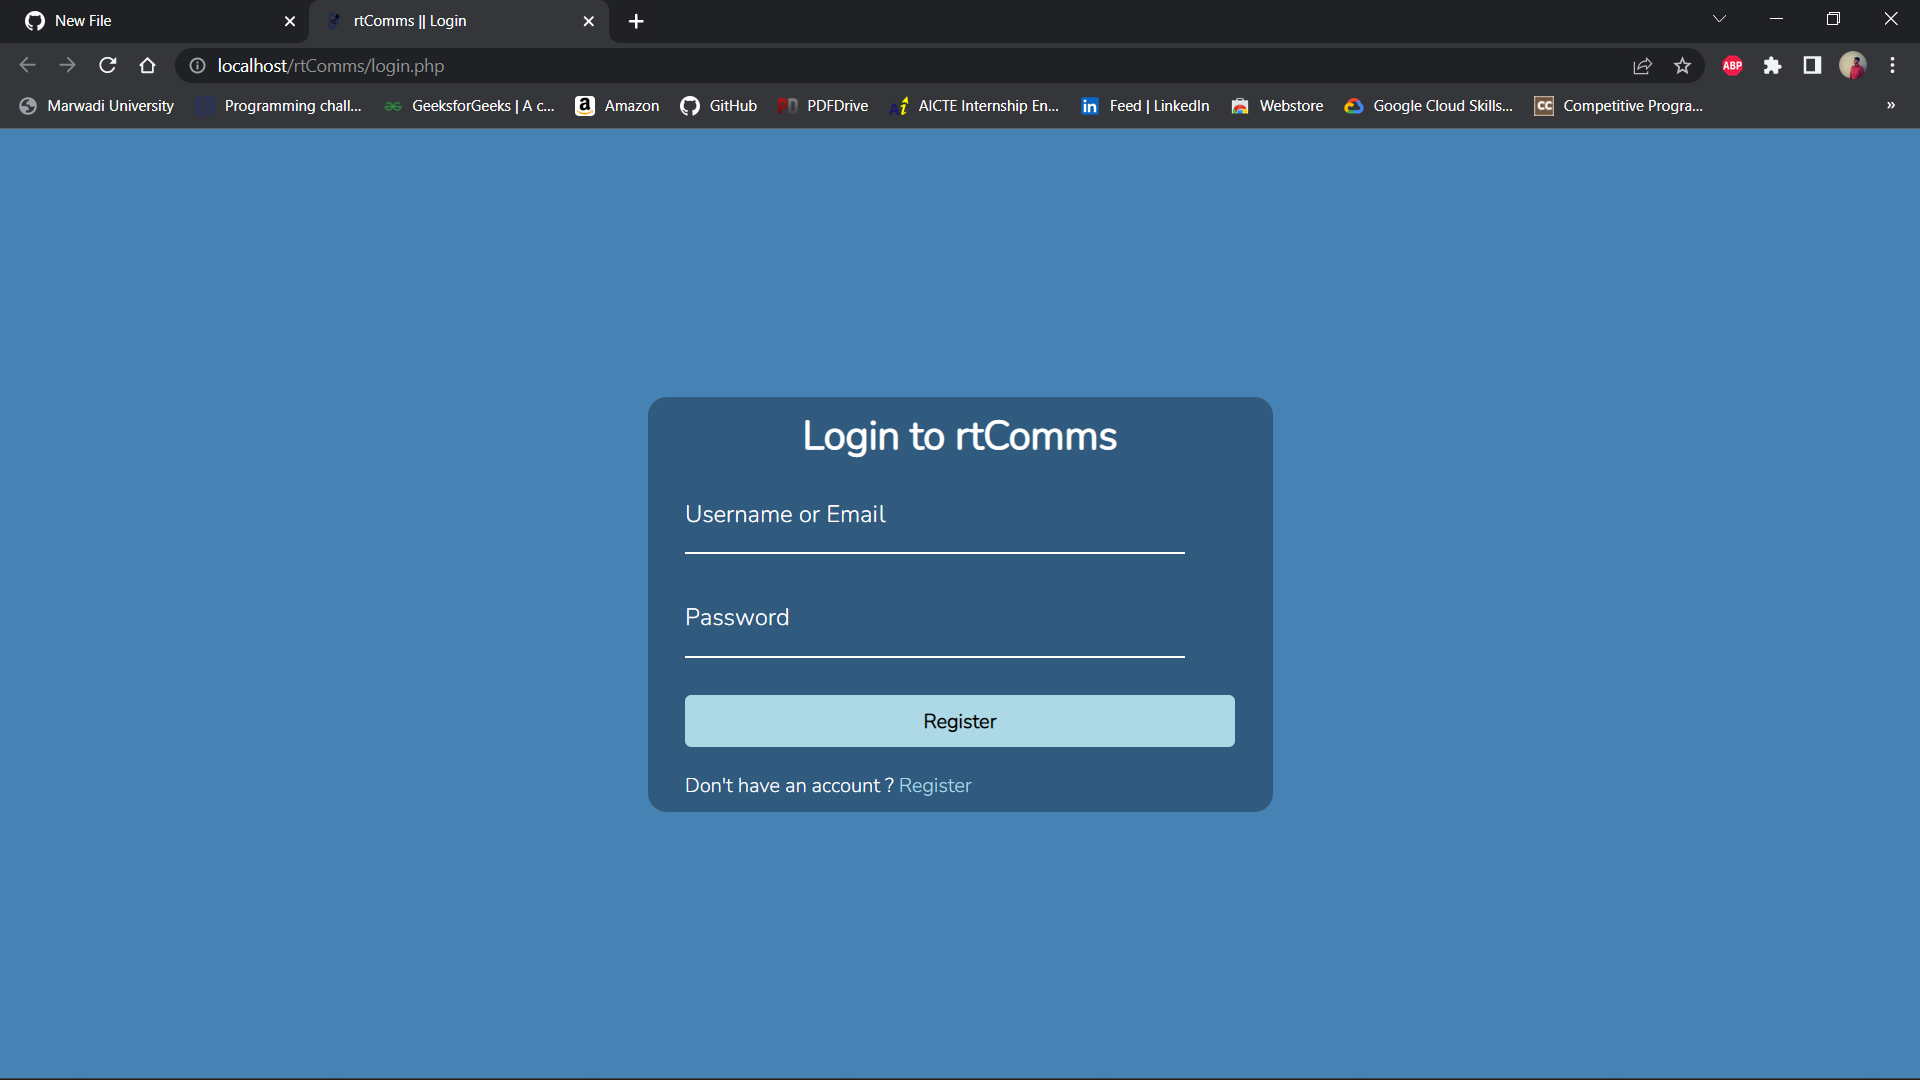 New File
rtComms || Login
localhost/rtComms/login.php
ABP
Marwadi University
Programming chall...
GeeksforGeeks | A c...
Amazon
GitHub
PDFDrive
AICTE Internship En...
Feed | LinkedIn
Webstore
Google Cloud Skills...
CC
Competitive Progra...
»
Login to rtComms
Username or Email
Password
Register
Don't have an account ? Register